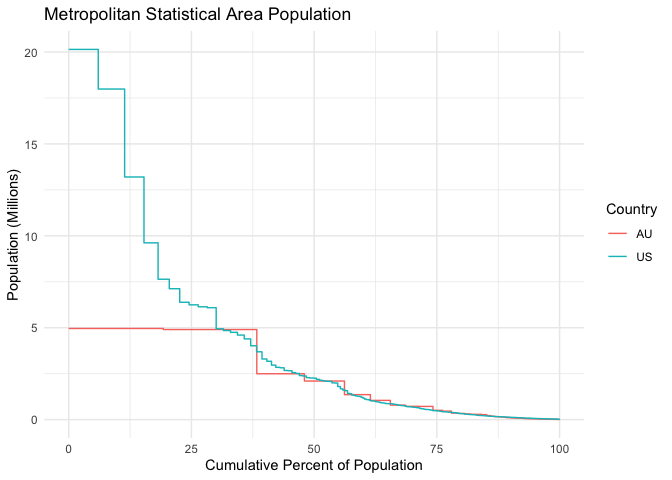 Metropolitan Statistical Area Population
Population (Millions)
20
15
10
5
0
0 25 50 75 100
Cumulative Percent of Population
Country
AU
US